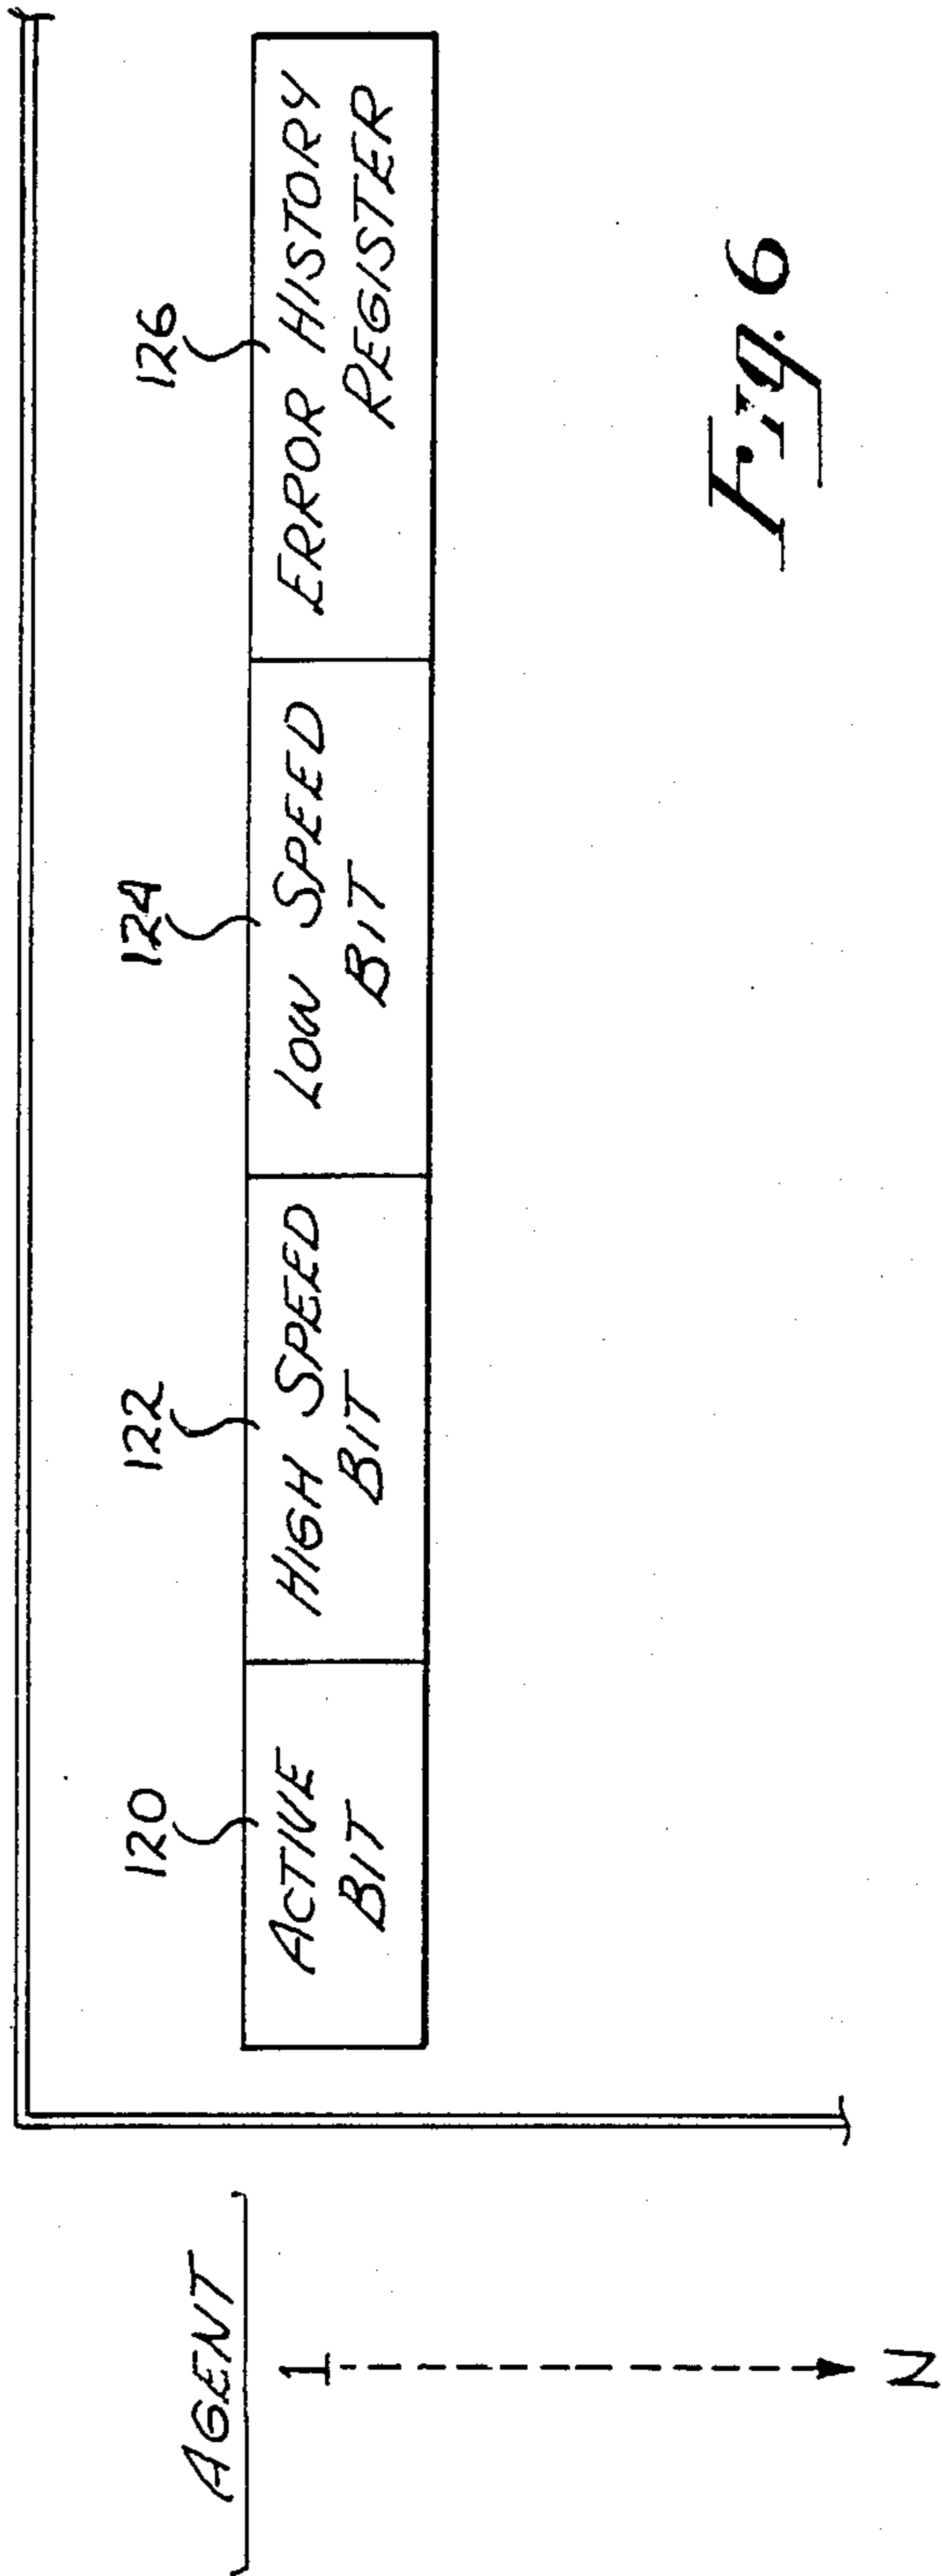 AGENT
1
N
120
122
124
126
ACTIVE
BIT
HIGH SPEED
BIT
LOW SPEED
BIT
ERROR HISTORY
REGISTER
Fig. 6